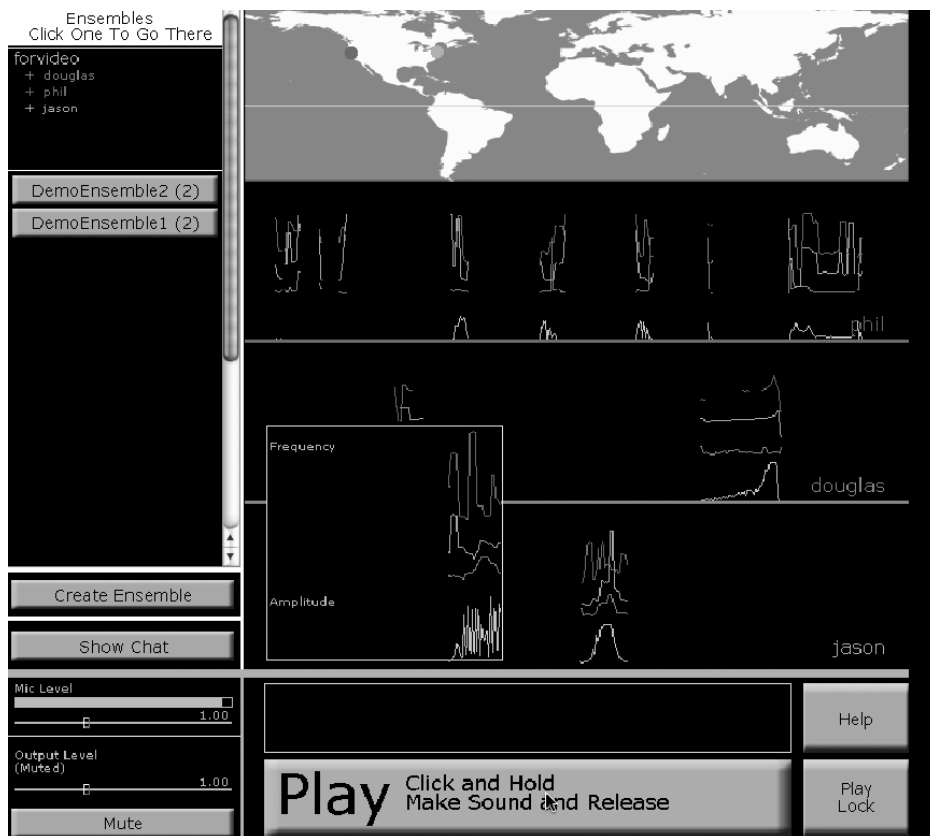 Ensembles
Click One To Go There
forvideo
+ douglas
+ phil
+ jason
DemoEnsemble2 (2)
DemoEnsemble1 (2)
Create Ensemble
Show Chat
Mic Level
1.00
Output Level
(Muted)
1.00
Mute
phil
douglas
Frequency
Amplitude
jason
Help
Play
Click and Hold
Make Sound and Release
Play
Lock